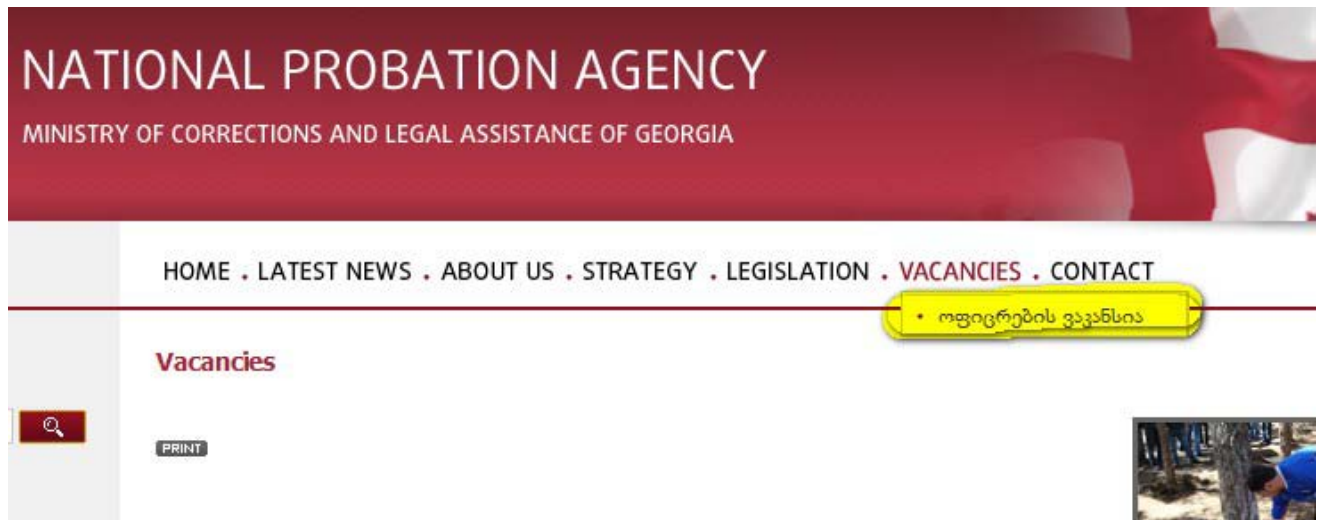 NATIONAL PROBATION AGENCY
MINISTRY OF CORRECTIONS AND LEGAL ASSISTANCE OF GEORGIA
HOME . LATEST NEWS . ABOUT US . STRATEGY . LEGISLATION . VACANCIES . CONTACT
• ოფიცრების ვაკანსია
Vacancies
PRINT